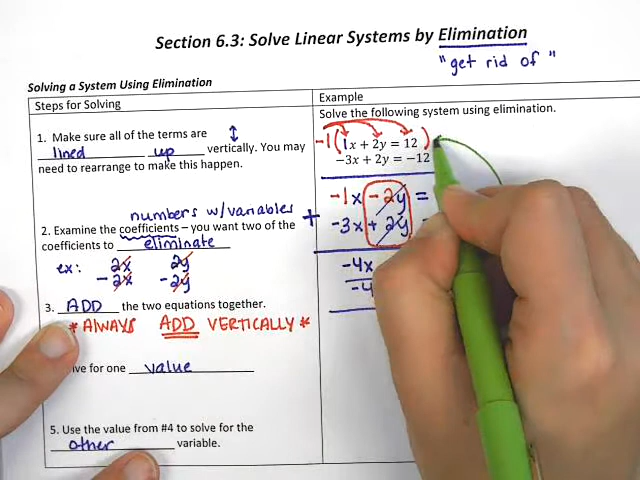 Section 6.3: Solve Linear Systems by Elimination
"get rid of"
Solving a System Using Elimination
Steps for Solving
Example
1. Make sure all of the terms are
lined up vertically. You may
need to rearrange to make this happen.
numbers w/variables
2. Examine the coefficients – you want two of the
coefficients to eliminate
ex: 2x 2y
-2x -2y
3. ADD the two equations together.
*ALWAYS ADD VERTICALLY*
ve for one value
5. Use the value from #4 to solve for the
other variable.
Solve the following system using elimination.
-1(1x + 2y = 12)
−3x + 2y = −12
-1x - 2y =
+ -3x + 2y
-4x
-4